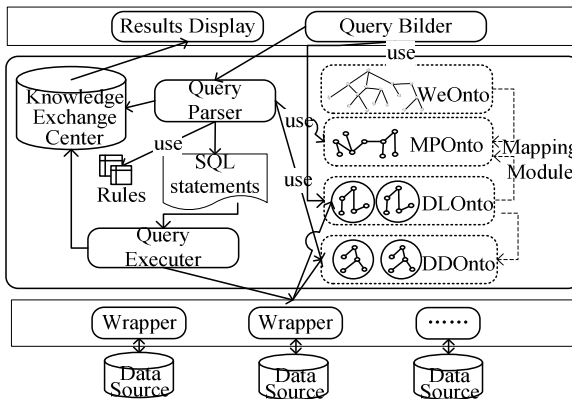 Results Display
Query Bilder
use
Knowledge
Exchange
Center
Query
Parser
WeOnto
use
use
MPOnto
Mapping
Module
Rules
SQL
statements
use
DLOnto
Query
Executer
DDOnto
Wrapper
Wrapper
......
Data
Source
Data
Source
Data
Source